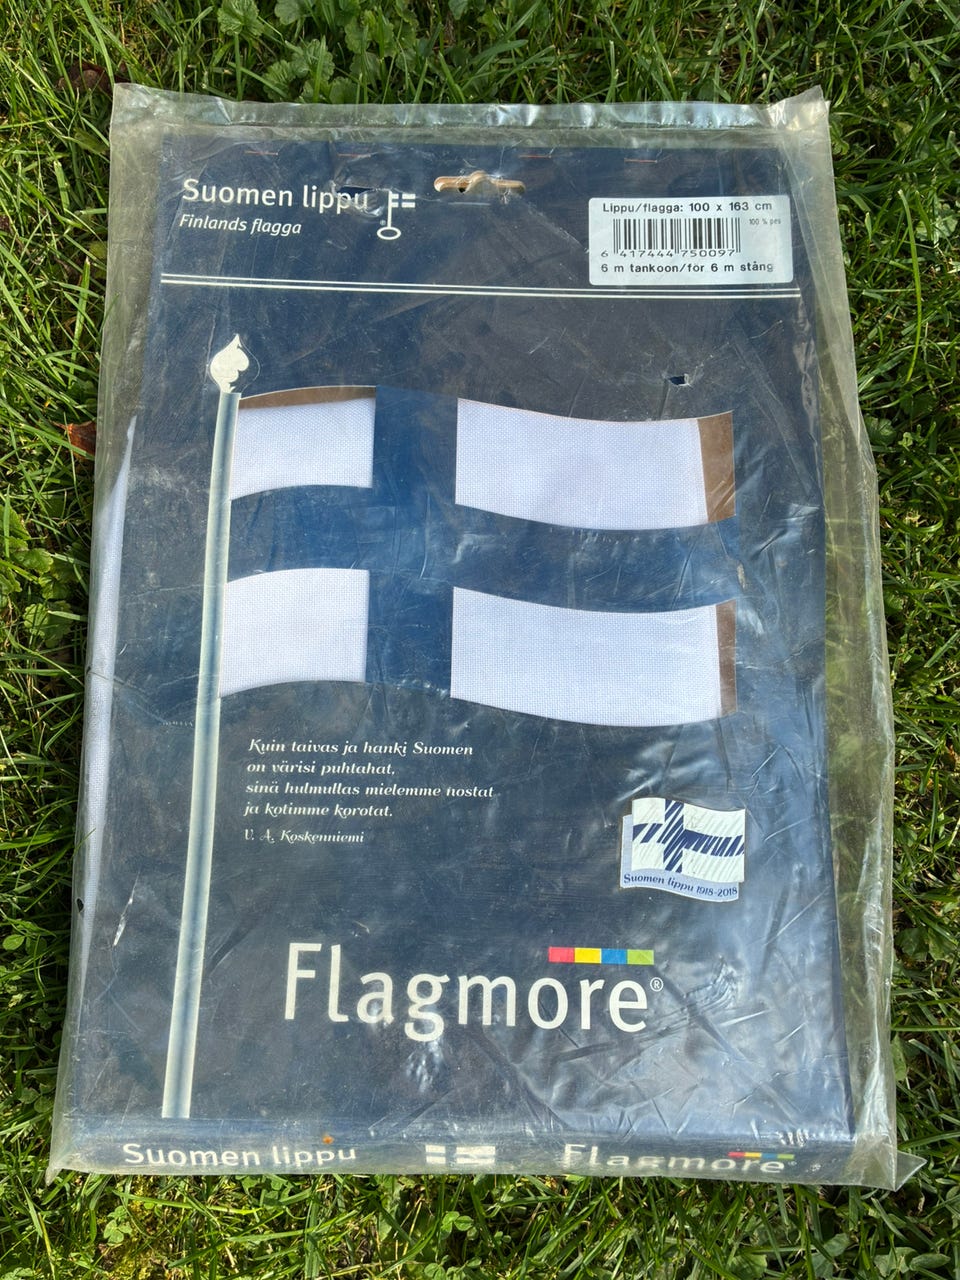 Suomen lippu
Finlands flagga
Lippu/flagga: 100 x 163 cm
100 % pes
6 417444 750097
6 m tankoon/för 6 m stång
Kuin taivas ja hanki Suomen
on värisi puhtahat,
sinä hulmullas mielemme nostat
ja kotimme korotat.
V. A. Koskenniemi
Suomen lippu 1918-2018
Flagmore®
Suomen lippu
Flagmore®